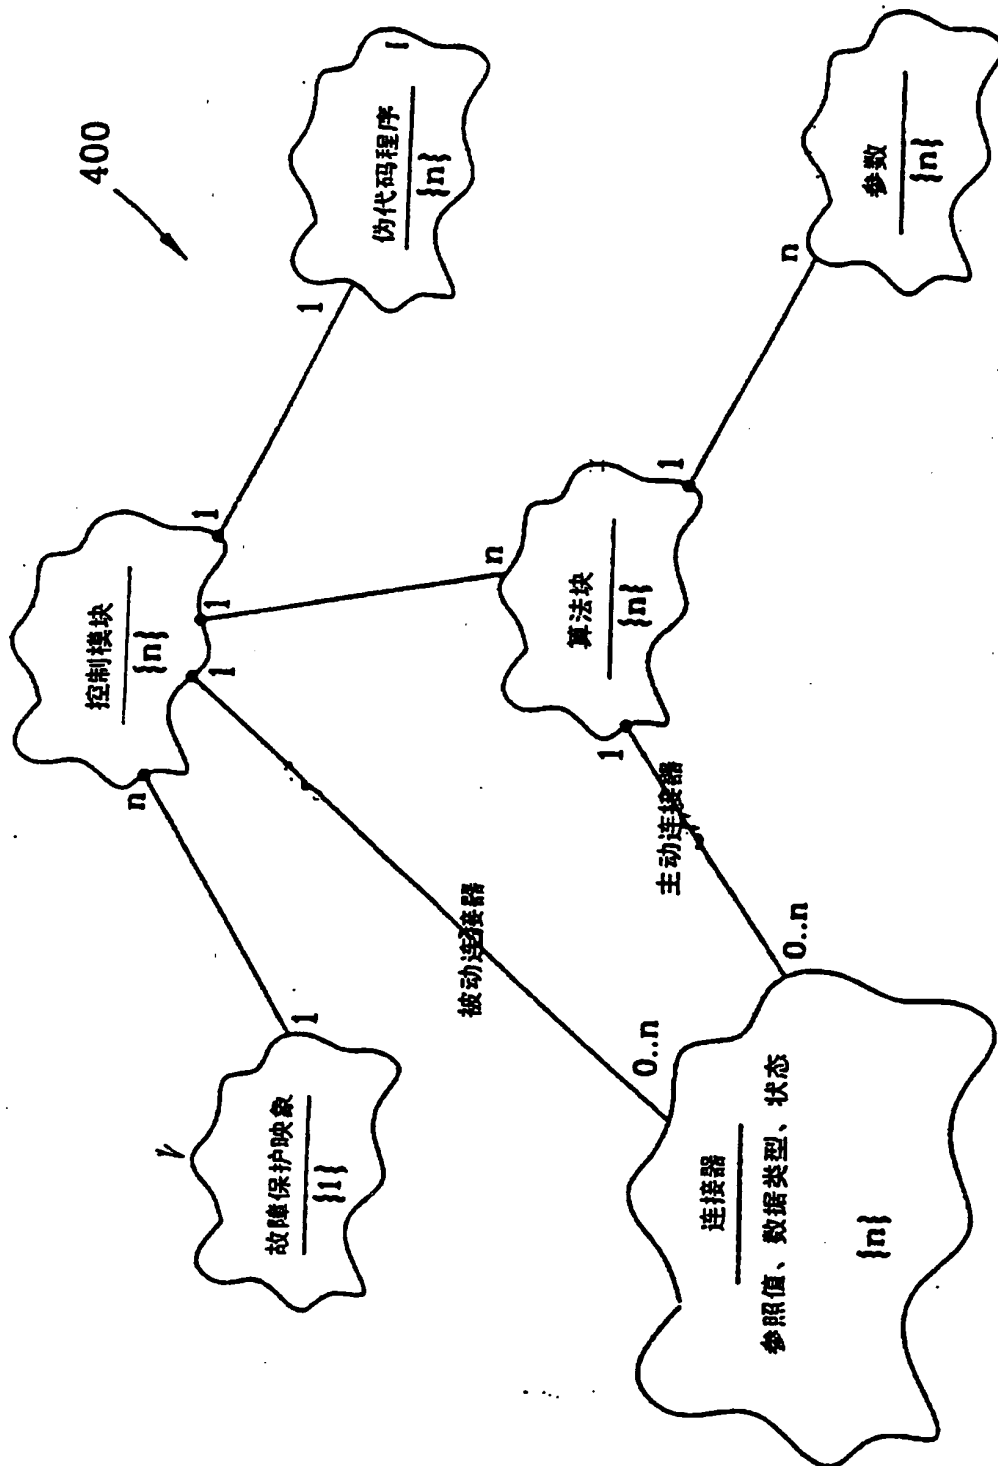 400
控制模块
{n}
n
1
1
1
故障保护映象
{1}
1
1
伪代码程序
{n}
被动连接器
n
算法块
{n}
1
1
0..n
主动连接器
连接器
参照值、数据类型、状态
{n}
0..n
n
参数
{n}